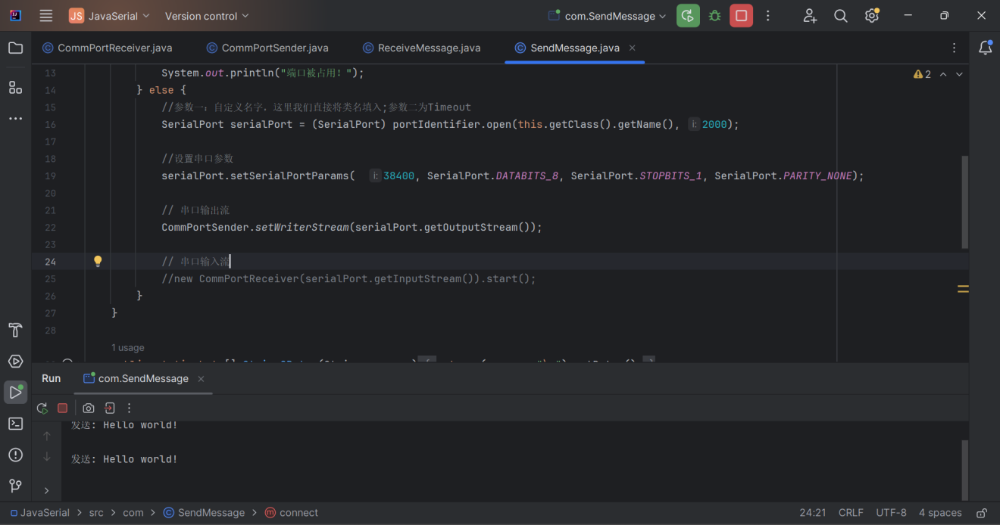 JS JavaSerial Version control com.SendMessage
CommPortReceiver.java CommPortSender.java ReceiveMessage.java SendMessage.java
13 System.out.println("端口被占用! "); 2
14 } else {
15 //参数一: 自定义名字, 这里我们直接将类名填入;参数二为Timeout
16 SerialPort serialPort = (SerialPort) portIdentifier.open(this.getClass().getName(), i: 2000);
17
18 //设置串口参数
19 serialPort.setSerialPortParams( i: 38400, SerialPort.DATABITS_8, SerialPort.STOPBITS_1, SerialPort.PARITY_NONE);
20
21 // 串口输出流
22 CommPortSender.setWriterStream(serialPort.getOutputStream());
23
24 // 串口输入流
25 //new CommPortReceiver(serialPort.getInputStream()).start();
26 }
27 }
28
1 usage
Run com.SendMessage
发送: Hello world!
发送: Hello world!
JavaSerial > src > com > SendMessage > connect 24:21 CRLF UTF-8 4 spaces